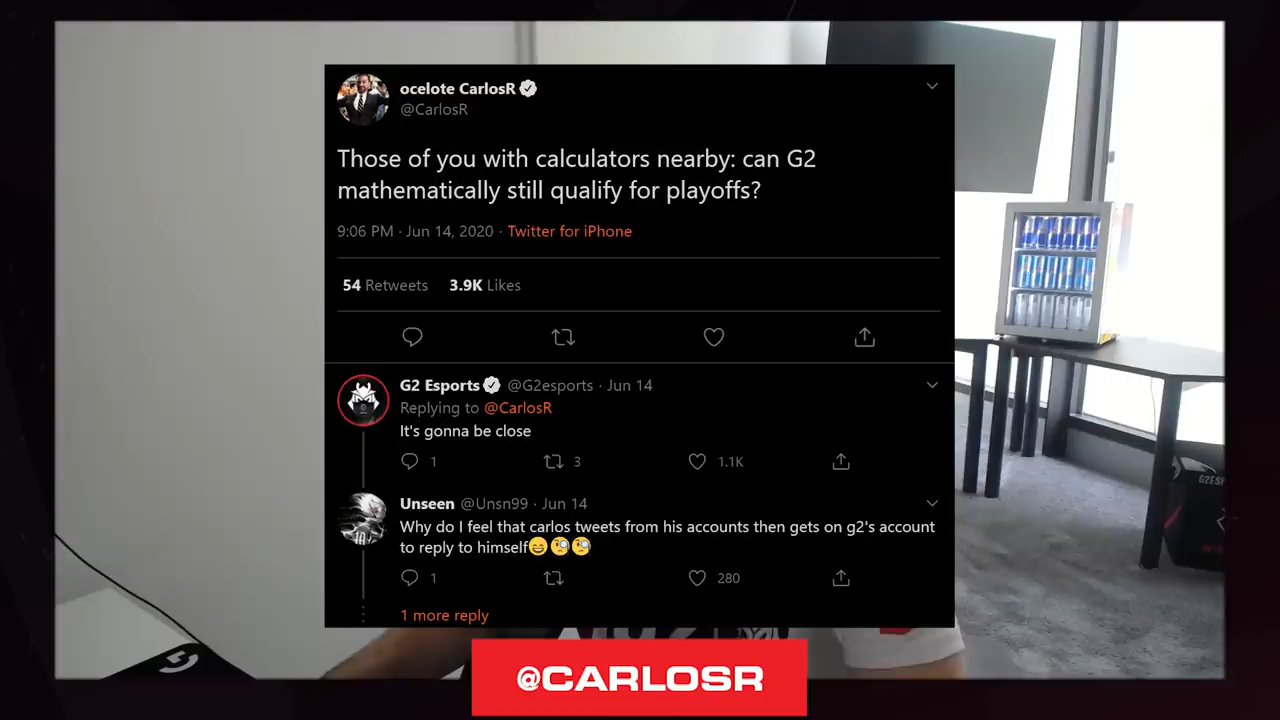 ocelote CarlosR
@CarlosR
Those of you with calculators nearby: can G2
mathematically still qualify for playoffs?
9:06 PM · Jun 14, 2020 · Twitter for iPhone
54 Retweets 3.9K Likes
G2 Esports @G2esports · Jun 14
Replying to @CarlosR
It's gonna be close
1 3 1.1K
Unseen @Unsn99 · Jun 14
Why do I feel that carlos tweets from his accounts then gets on g2's account
to reply to himself😄🧐🧐
1 280
1 more reply
@CARLOSR